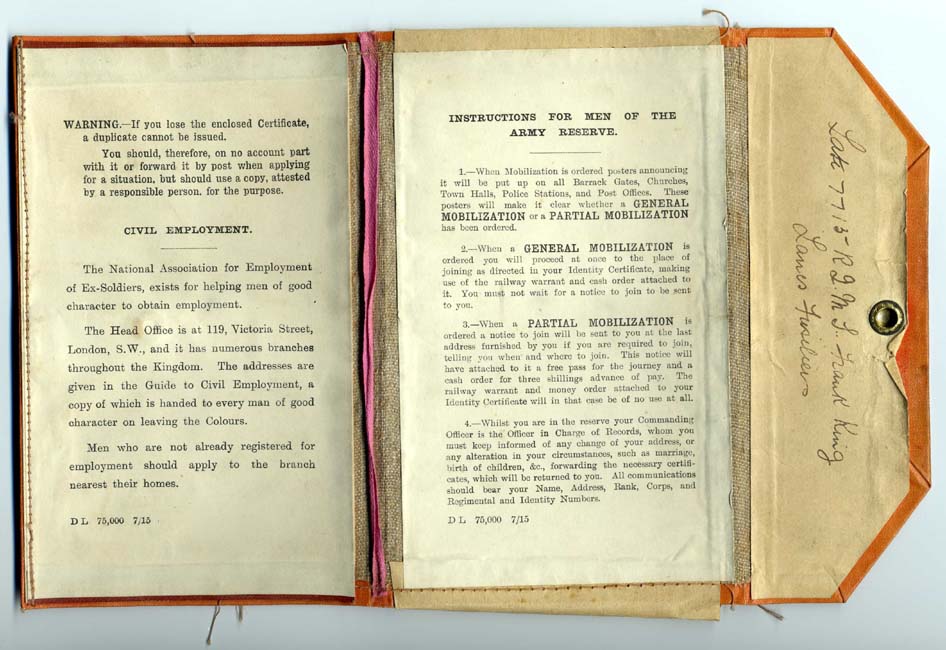 WARNING.—If you lose the enclosed Certificate,
a duplicate cannot be issued.
You should, therefore, on no account part
with it or forward it by post when applying
for a situation, but should use a copy, attested
by a responsible person, for the purpose.
CIVIL EMPLOYMENT.
The National Association for Employment
of Ex-Soldiers, exists for helping men of good
character to obtain employment.
The Head Office is at 119, Victoria Street,
London, S.W., and it has numerous branches
throughout the Kingdom. The addresses are
given in the Guide to Civil Employment, a
copy of which is handed to every man of good
character on leaving the Colours.
Men who are not already registered for
employment should apply to the branch
nearest their homes.
D L 75,000 7/15
INSTRUCTIONS FOR MEN OF THE
ARMY RESERVE.
1.—When Mobilization is ordered posters announcing
it will be put up on all Barrack Gates, Churches,
Town Halls, Police Stations, and Post Offices. These
posters will make it clear whether a GENERAL
MOBILIZATION or a PARTIAL MOBILIZATION
has been ordered.
2.—When a GENERAL MOBILIZATION is
ordered you will proceed at once to the place of
joining as directed in your Identity Certificate, making
use of the railway warrant and cash order attached to
it. You must not wait for a notice to join to be sent
to you.
3.—When a PARTIAL MOBILIZATION is
ordered a notice to join will be sent to you at the last
address furnished by you if you are required to join,
telling you when and where to join. This notice will
have attached to it a free pass for the journey and a
cash order for three shillings advance of pay. The
railway warrant and money order attached to your
Identity Certificate will in that case be of no use at all.
4.—Whilst you are in the reserve your Commanding
Officer is the Officer in Charge of Records, whom you
must keep informed of any change of your address, or
any alteration in your circumstances, such as marriage,
birth of children, &c., forwarding the necessary certifi-
cates, which will be returned to you. All communications
should bear your Name, Address, Rank, Corps, and
Regimental and Identity Numbers.
D L 75,000 7/15
Late 7713 - R.Q.M.S. Frank King
Lancs Fusiliers